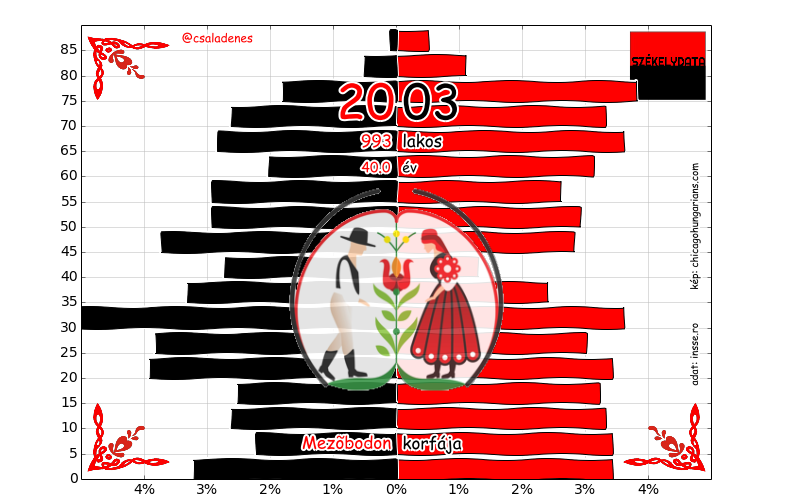 @csaladenes
SZÉKELYDATA
2003
993 lakos
40.0 év
kép: chicagohungarians.com
adat: insse.ro
Mezőbodon korfája
85
80
75
70
65
60
55
50
45
40
35
30
25
20
15
10
5
0
4% 3% 2% 1% 0% 1% 2% 3% 4%